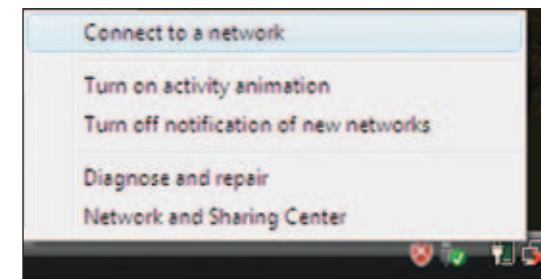 Connect to a network
Turn on activity animation
Turn off notification of new networks
Diagnose and repair
Network and Sharing Center